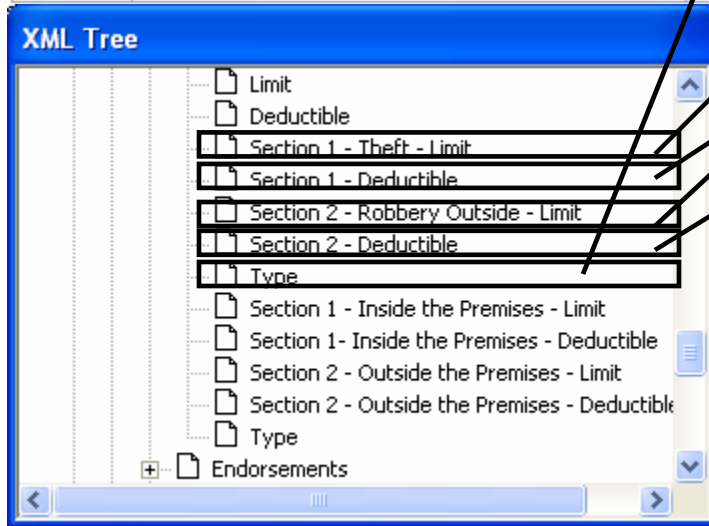 XML Tree
Limit
Deductible
Section 1 - Theft - Limit
Section 1 - Deductible
Section 2 - Robbery Outside - Limit
Section 2 - Deductible
Type
Section 1 - Inside the Premises - Limit
Section 1- Inside the Premises - Deductible
Section 2 - Outside the Premises - Limit
Section 2 - Outside the Premises - Deductible
Type
Endorsements